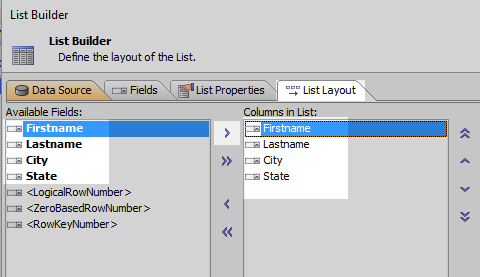 List Builder
List Builder
Define the layout of the List.
Data Source
Fields
List Properties
List Layout
Available Fields:
Firstname
Lastname
City
State
<LogicalRowNumber>
<ZeroBasedRowNumber>
<RowKeyNumber>
Columns in List:
Firstname
Lastname
City
State